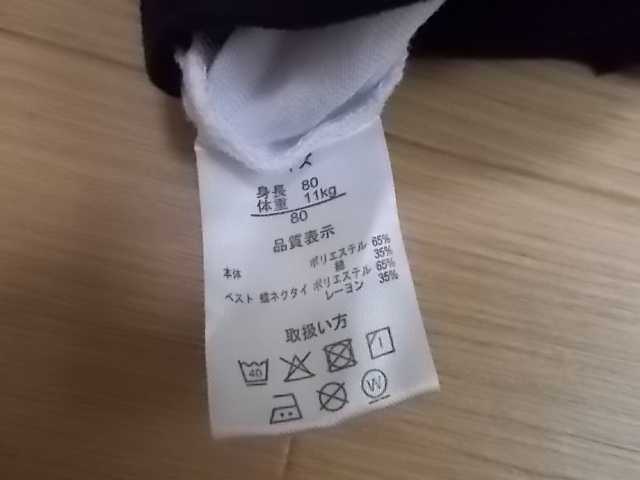 身長 80
体重 11kg
80
品質表示
本体 ポリエステル 65%
綿 35%
ベスト 蝶ネクタイ ポリエステル 65%
レーヨン 35%
取扱い方
40
W